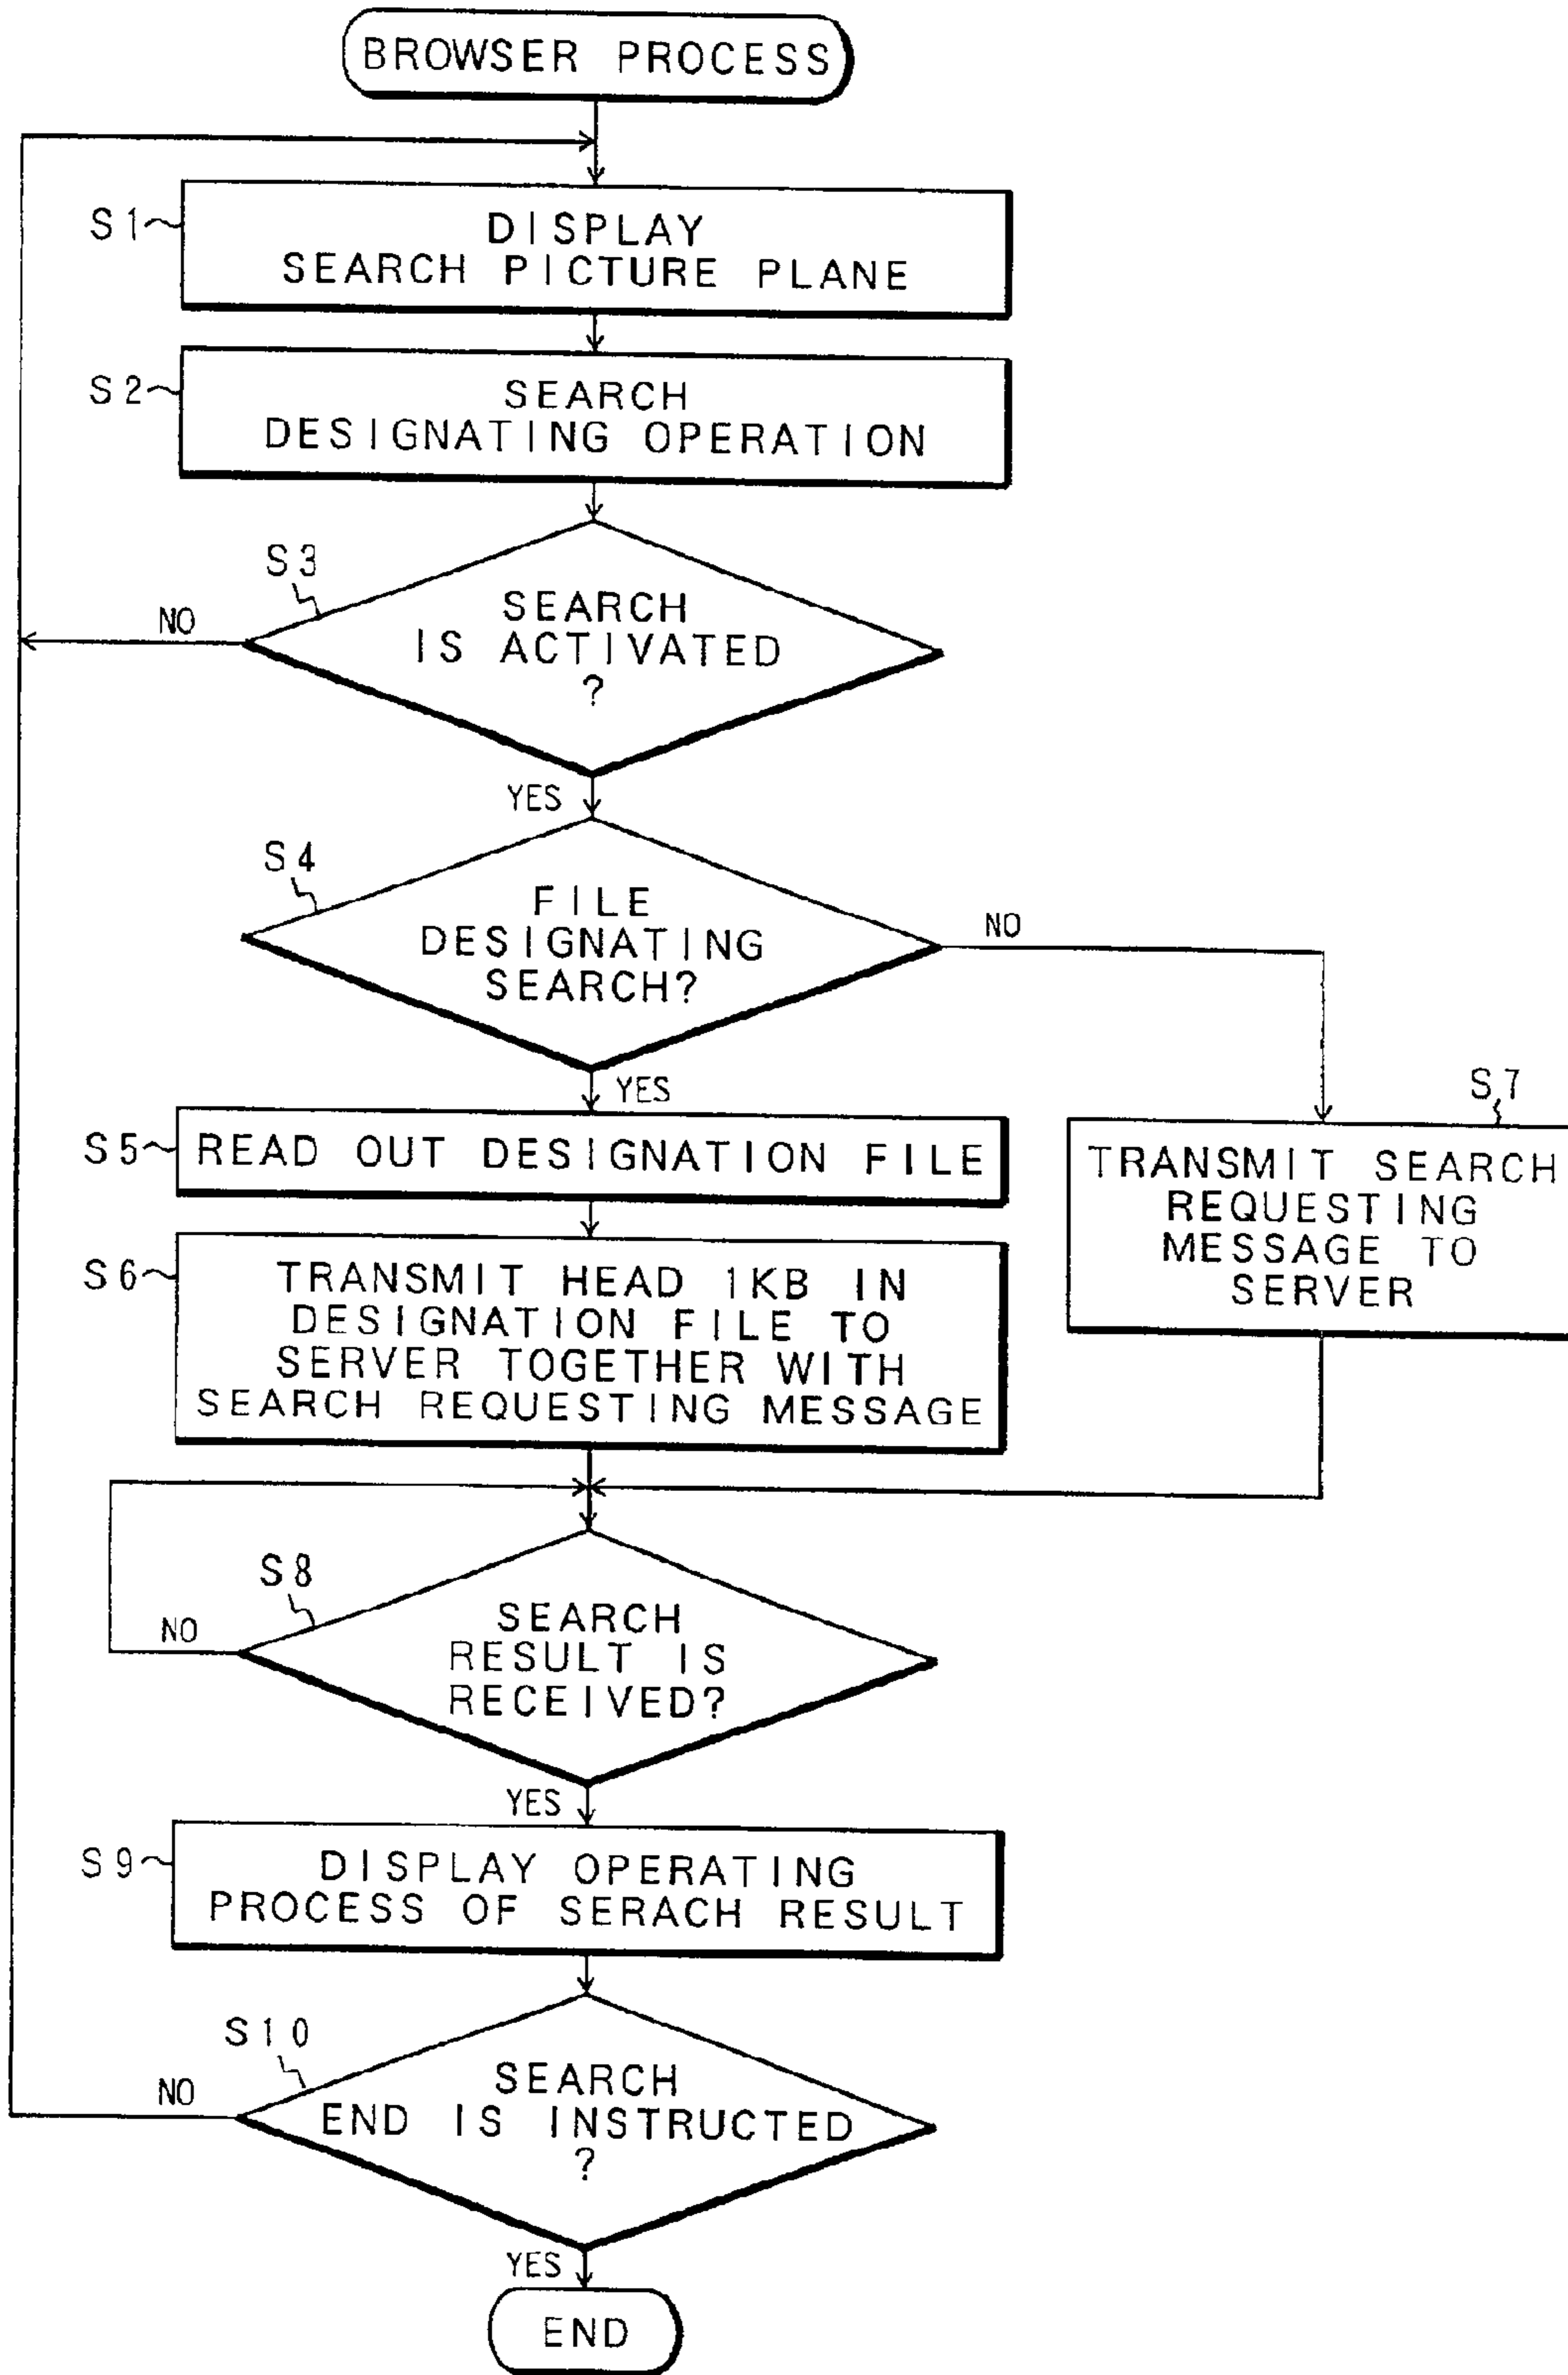 BROWSER PROCESS
S1
DISPLAY
SEARCH PICTURE PLANE
S2
SEARCH
DESIGNATING OPERATION
S3
SEARCH
IS ACTIVATED
?
NO
YES
S4
FILE
DESIGNATING
SEARCH?
NO
YES
S5
READ OUT DESIGNATION FILE
S6
TRANSMIT HEAD 1KB IN
DESIGNATION FILE TO
SERVER TOGETHER WITH
SEARCH REQUESTING MESSAGE
S7
TRANSMIT SEARCH
REQUESTING
MESSAGE TO
SERVER
S8
SEARCH
RESULT IS
RECEIVED?
NO
YES
S9
DISPLAY OPERATING
PROCESS OF SERACH RESULT
S10
SEARCH
END IS INSTRUCTED
?
NO
YES
END